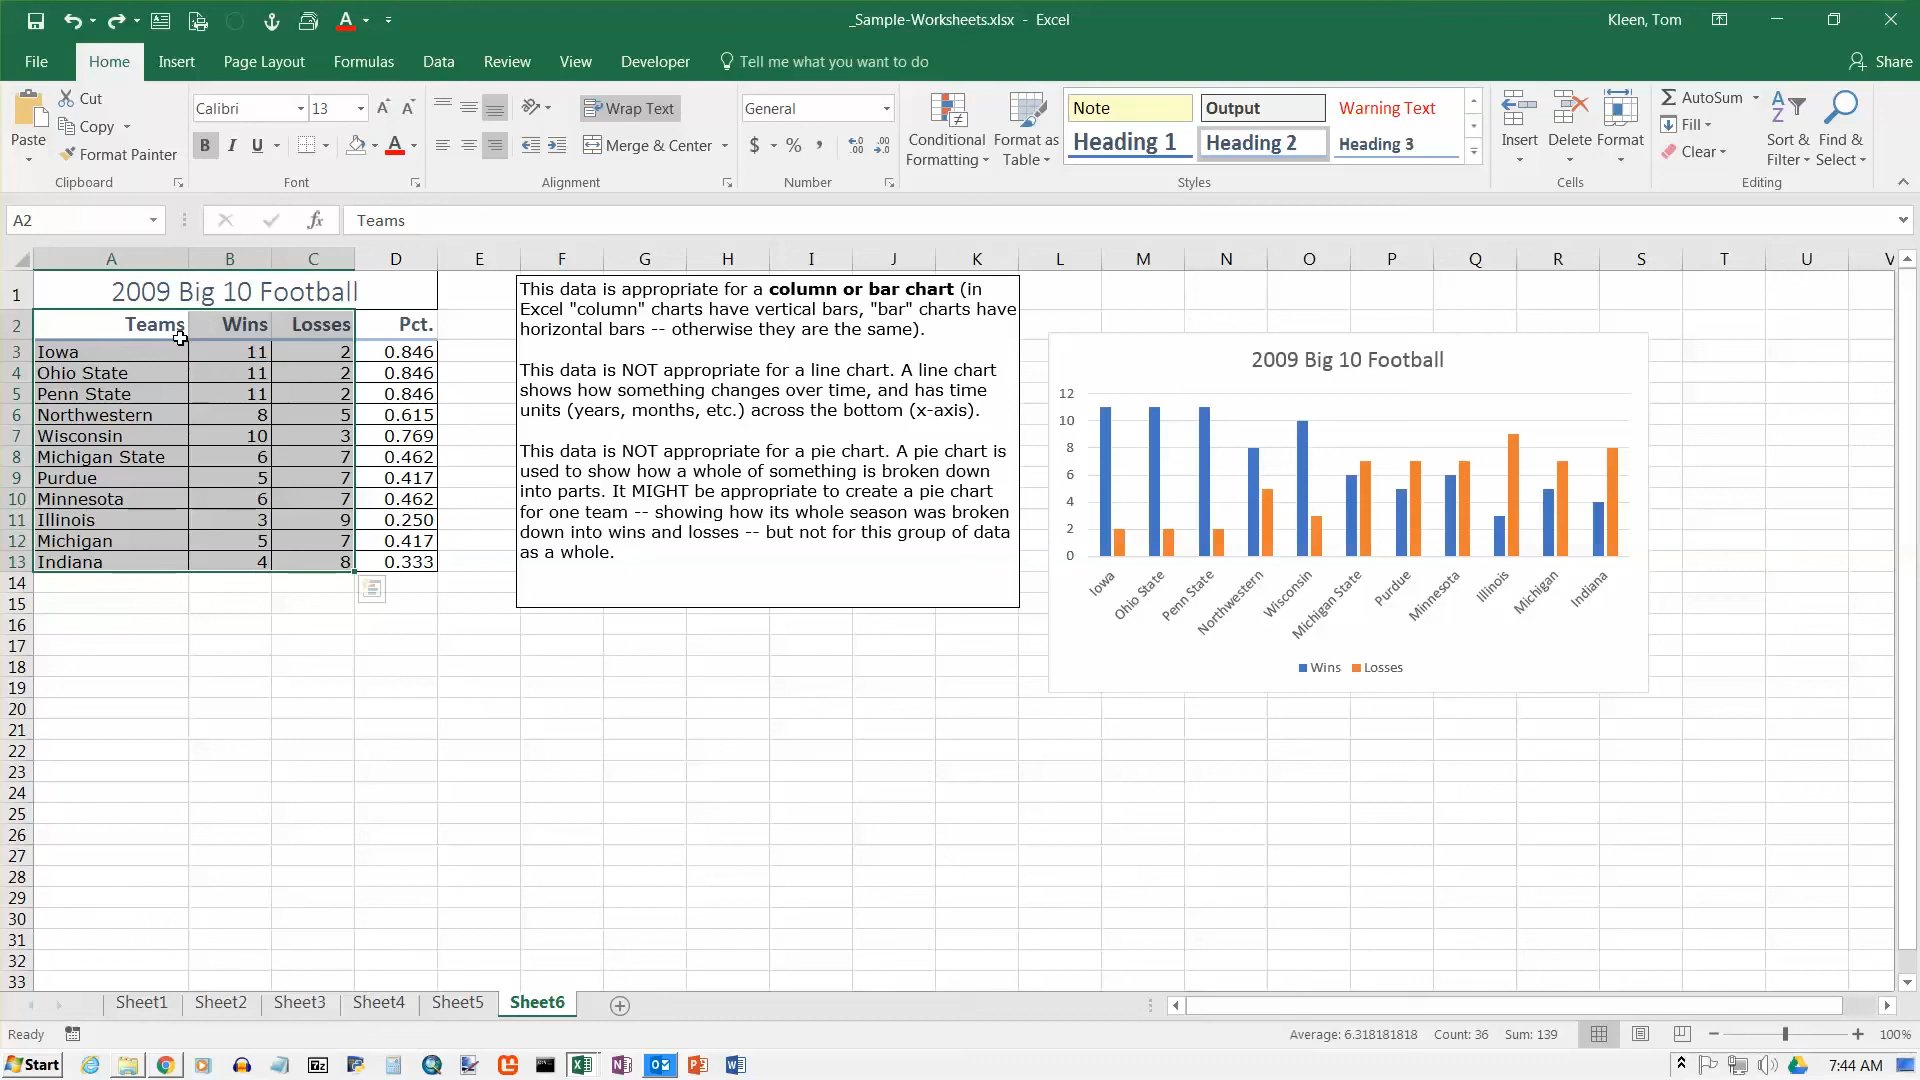 _Sample-Worksheets.xlsx - Excel
Kleen, Tom
File Home Insert Page Layout Formulas Data Review View Developer Tell me what you want to do Share
Paste
Cut
Copy
Format Painter
Clipboard
Calibri 13
B I U A
Font
Wrap Text
Merge & Center
Alignment
General
$ % ,
Number
Conditional Formatting
Format as Table
Note Output Warning Text
Heading 1 Heading 2 Heading 3
Styles
Insert Delete Format
Cells
AutoSum
Fill
Clear
Sort & Filter
Find & Select
Editing
A2 fx Teams
A B C D E F G H I J K L M N O P Q R S T U V
1 2009 Big 10 Football
2 Teams Wins Losses Pct.
3 Iowa 11 2 0.846
4 Ohio State 11 2 0.846
5 Penn State 11 2 0.846
6 Northwestern 8 5 0.615
7 Wisconsin 10 3 0.769
8 Michigan State 6 7 0.462
9 Purdue 5 7 0.417
10 Minnesota 6 7 0.462
11 Illinois 3 9 0.250
12 Michigan 5 7 0.417
13 Indiana 4 8 0.333
14
15
16
17
18
19
20
21
22
23
24
25
26
27
28
29
30
31
32
33
This data is appropriate for a column or bar chart (in
Excel "column" charts have vertical bars, "bar" charts have
horizontal bars -- otherwise they are the same).
This data is NOT appropriate for a line chart. A line chart
shows how something changes over time, and has time
units (years, months, etc.) across the bottom (x-axis).
This data is NOT appropriate for a pie chart. A pie chart is
used to show how a whole of something is broken down
into parts. It MIGHT be appropriate to create a pie chart
for one team -- showing how its whole season was broken
down into wins and losses -- but not for this group of data
as a whole.
2009 Big 10 Football
12
10
8
6
4
2
0
Iowa
Ohio State
Penn State
Northwestern
Wisconsin
Michigan State
Purdue
Minnesota
Illinois
Michigan
Indiana
Wins Losses
Sheet1 Sheet2 Sheet3 Sheet4 Sheet5 Sheet6
Ready
Average: 6.318181818 Count: 36 Sum: 139 100%
Start
7:44 AM